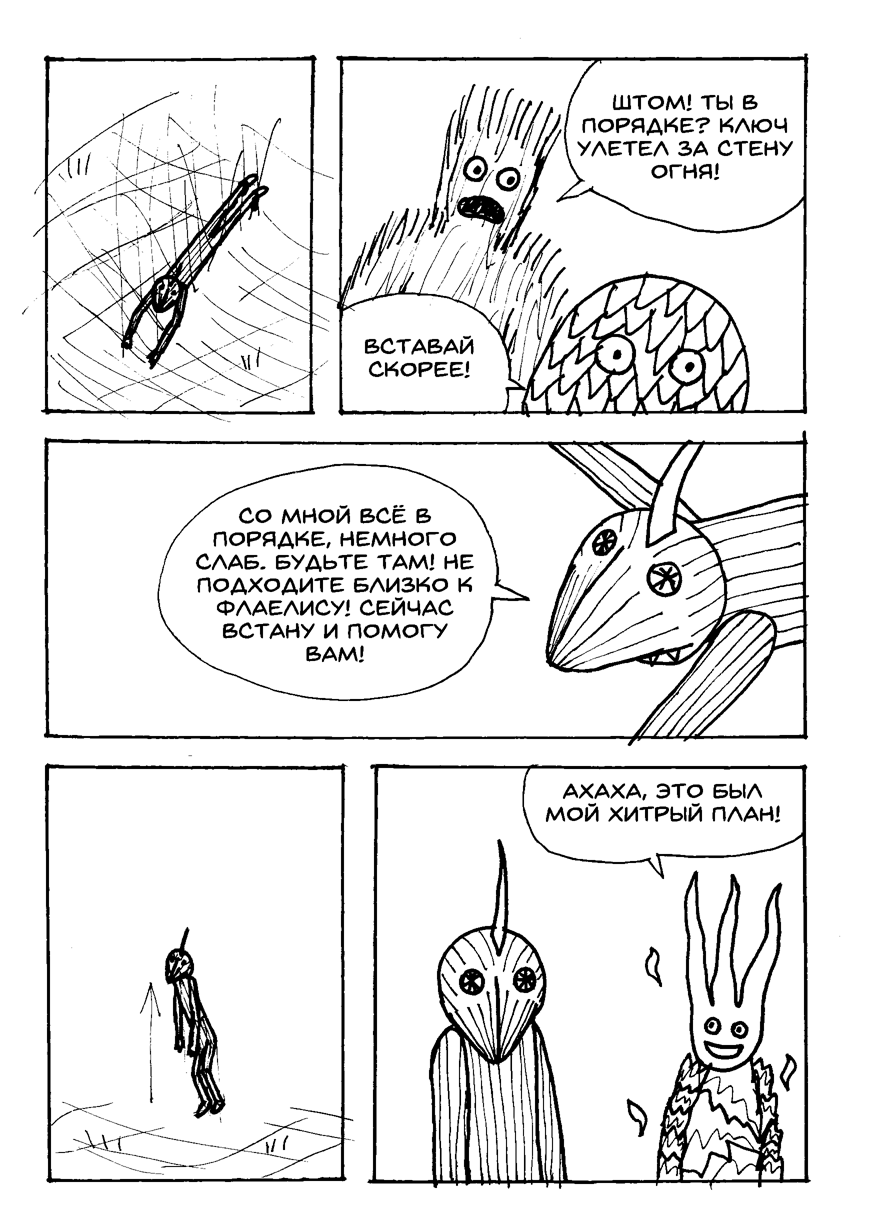 ШТОМ! ТЫ В
ПОРЯДКЕ? КЛЮЧ
УЛЕТЕЛ ЗА СТЕНУ
ОГНЯ!
ВСТАВАЙ
СКОРЕЕ!
СО МНОЙ ВСЁ В
ПОРЯДКЕ, НЕМНОГО
СЛАБ. БУДЬТЕ ТАМ! НЕ
ПОДХОДИТЕ БЛИЗКО К
ФЛАЕЛИСУ! СЕЙЧАС
ВСТАНУ И ПОМОГУ
ВАМ!
АХАХА, ЭТО БЫЛ
МОЙ ХИТРЫЙ ПЛАН!